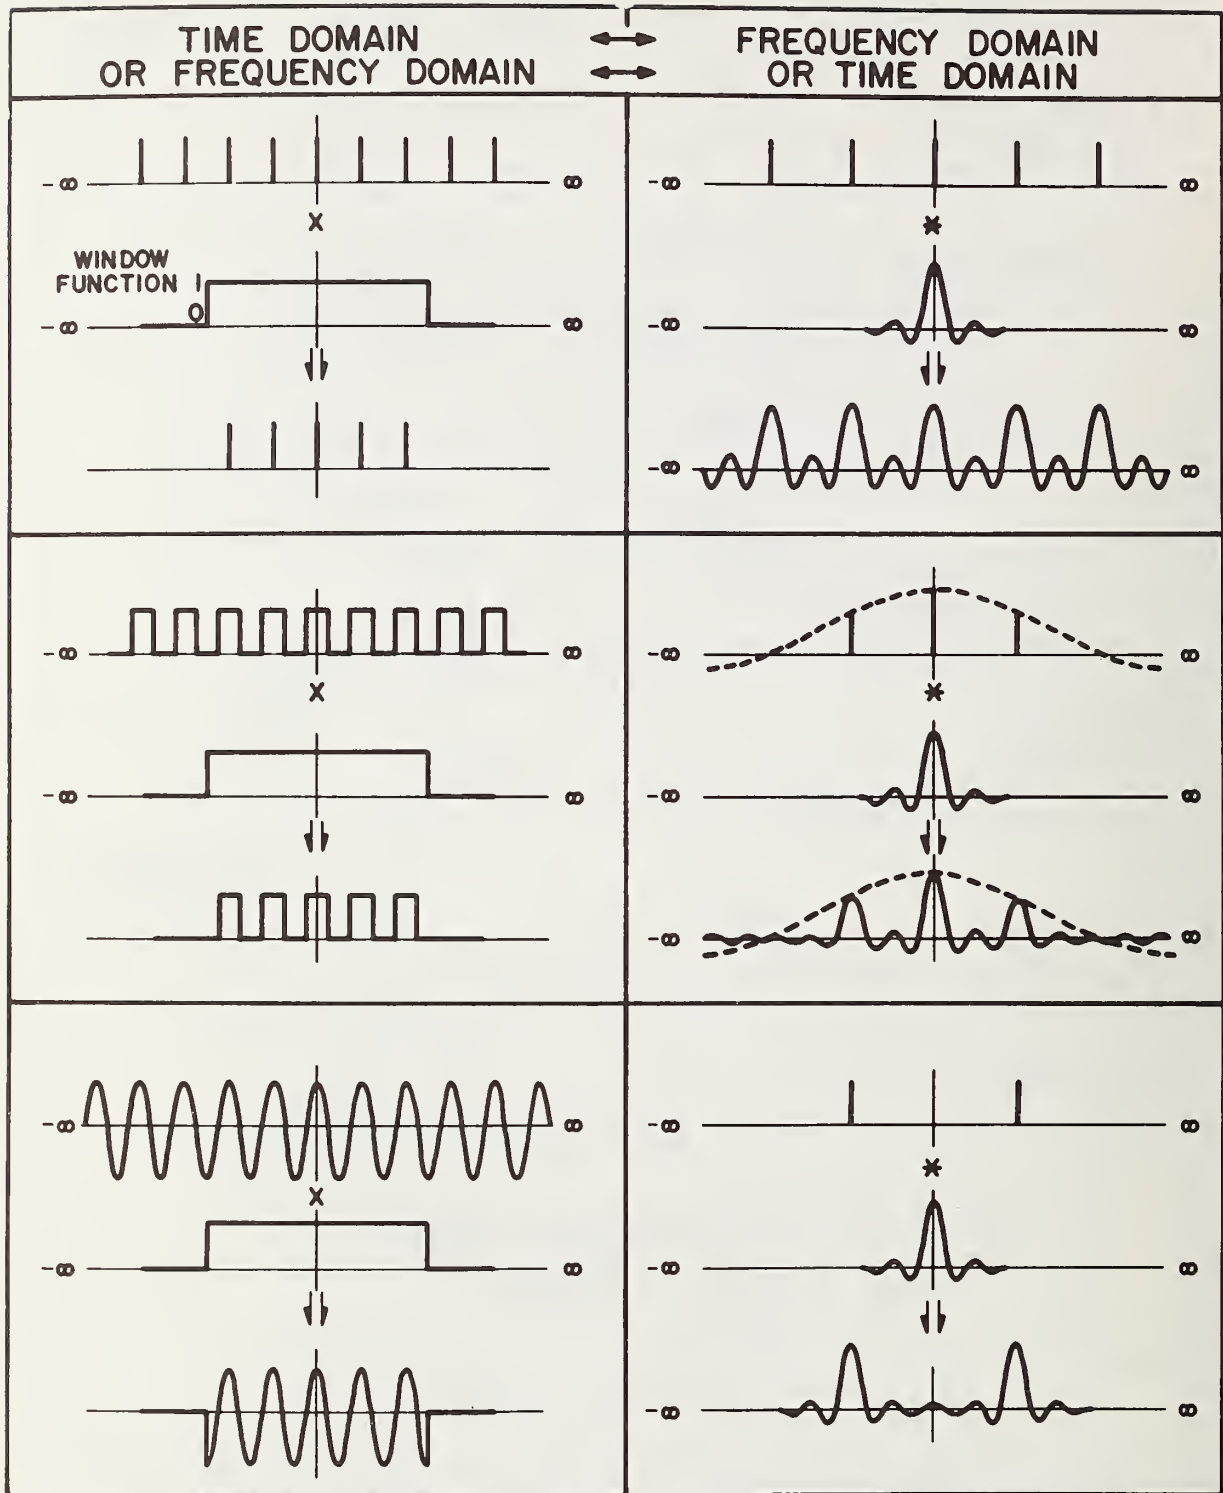 TIME DOMAIN
OR FREQUENCY DOMAIN
FREQUENCY DOMAIN
OR TIME DOMAIN
-∞ ∞
X
WINDOW
FUNCTION 1
0
-∞ ∞
-∞ ∞
*
-∞ ∞
-∞ ∞
-∞ ∞
X
-∞ ∞
-∞ ∞
*
-∞ ∞
-∞ ∞
-∞ ∞
X
-∞ ∞
-∞ ∞
*
-∞ ∞
-∞ ∞